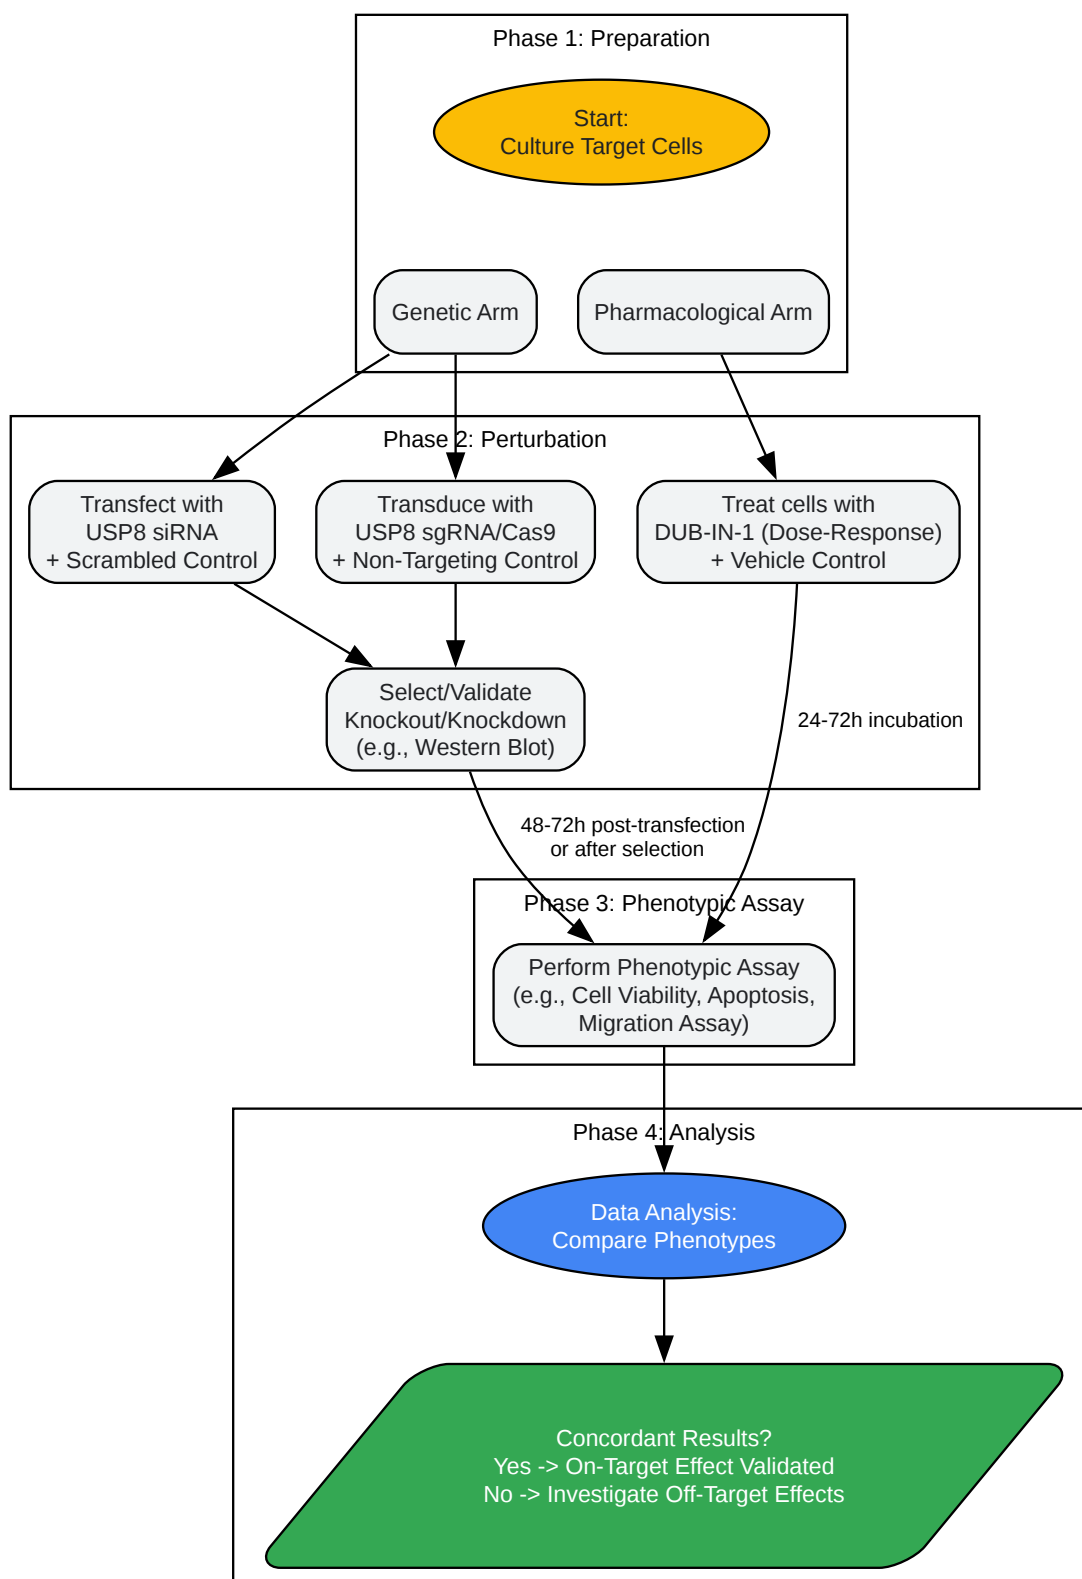 Phase 1: Preparation
Start:
Culture Target Cells
Genetic Arm
Pharmacological Arm
Phase 2: Perturbation
Transfect with
USP8 siRNA
+ Scrambled Control
Transduce with
USP8 sgRNA/Cas9
+ Non-Targeting Control
Treat cells with
DUB-IN-1 (Dose-Response)
+ Vehicle Control
Select/Validate
Knockout/Knockdown
(e.g., Western Blot)
24-72h incubation
48-72h post-transfection
or after selection
Phase 3: Phenotypic Assay
Perform Phenotypic Assay
(e.g., Cell Viability, Apoptosis,
Migration Assay)
Phase 4: Analysis
Data Analysis:
Compare Phenotypes
Concordant Results?
Yes -> On-Target Effect Validated
No -> Investigate Off-Target Effects